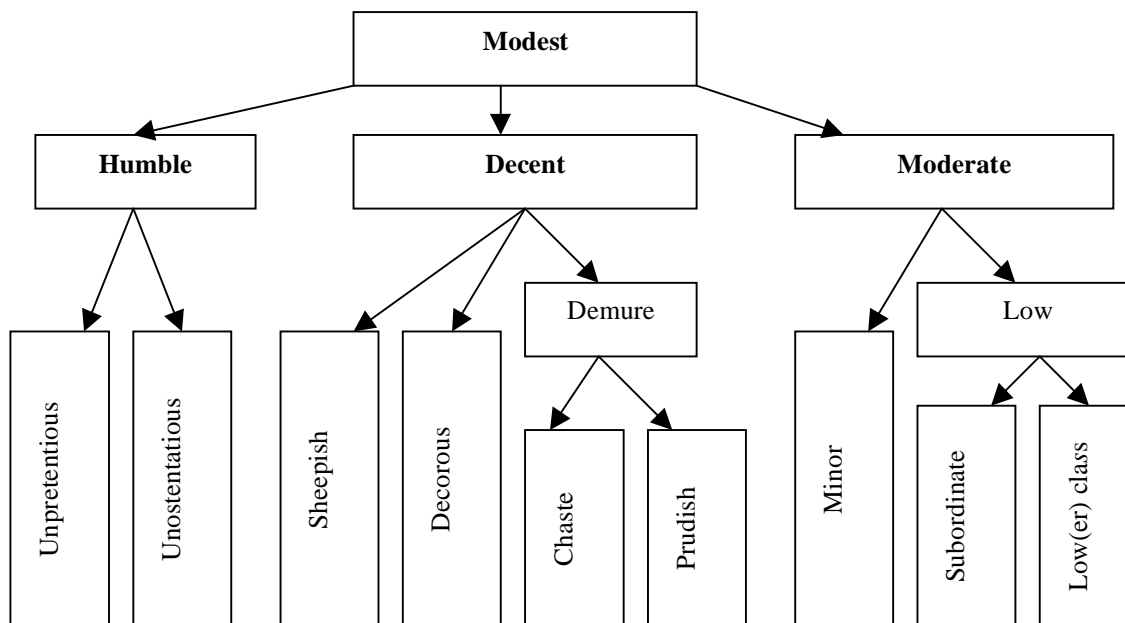 Modest
Humble
Decent
Moderate
Demure
Low
Unpretentious
Unostentatious
Sheepish
Decorous
Chaste
Prudish
Minor
Subordinate
Low(er) class